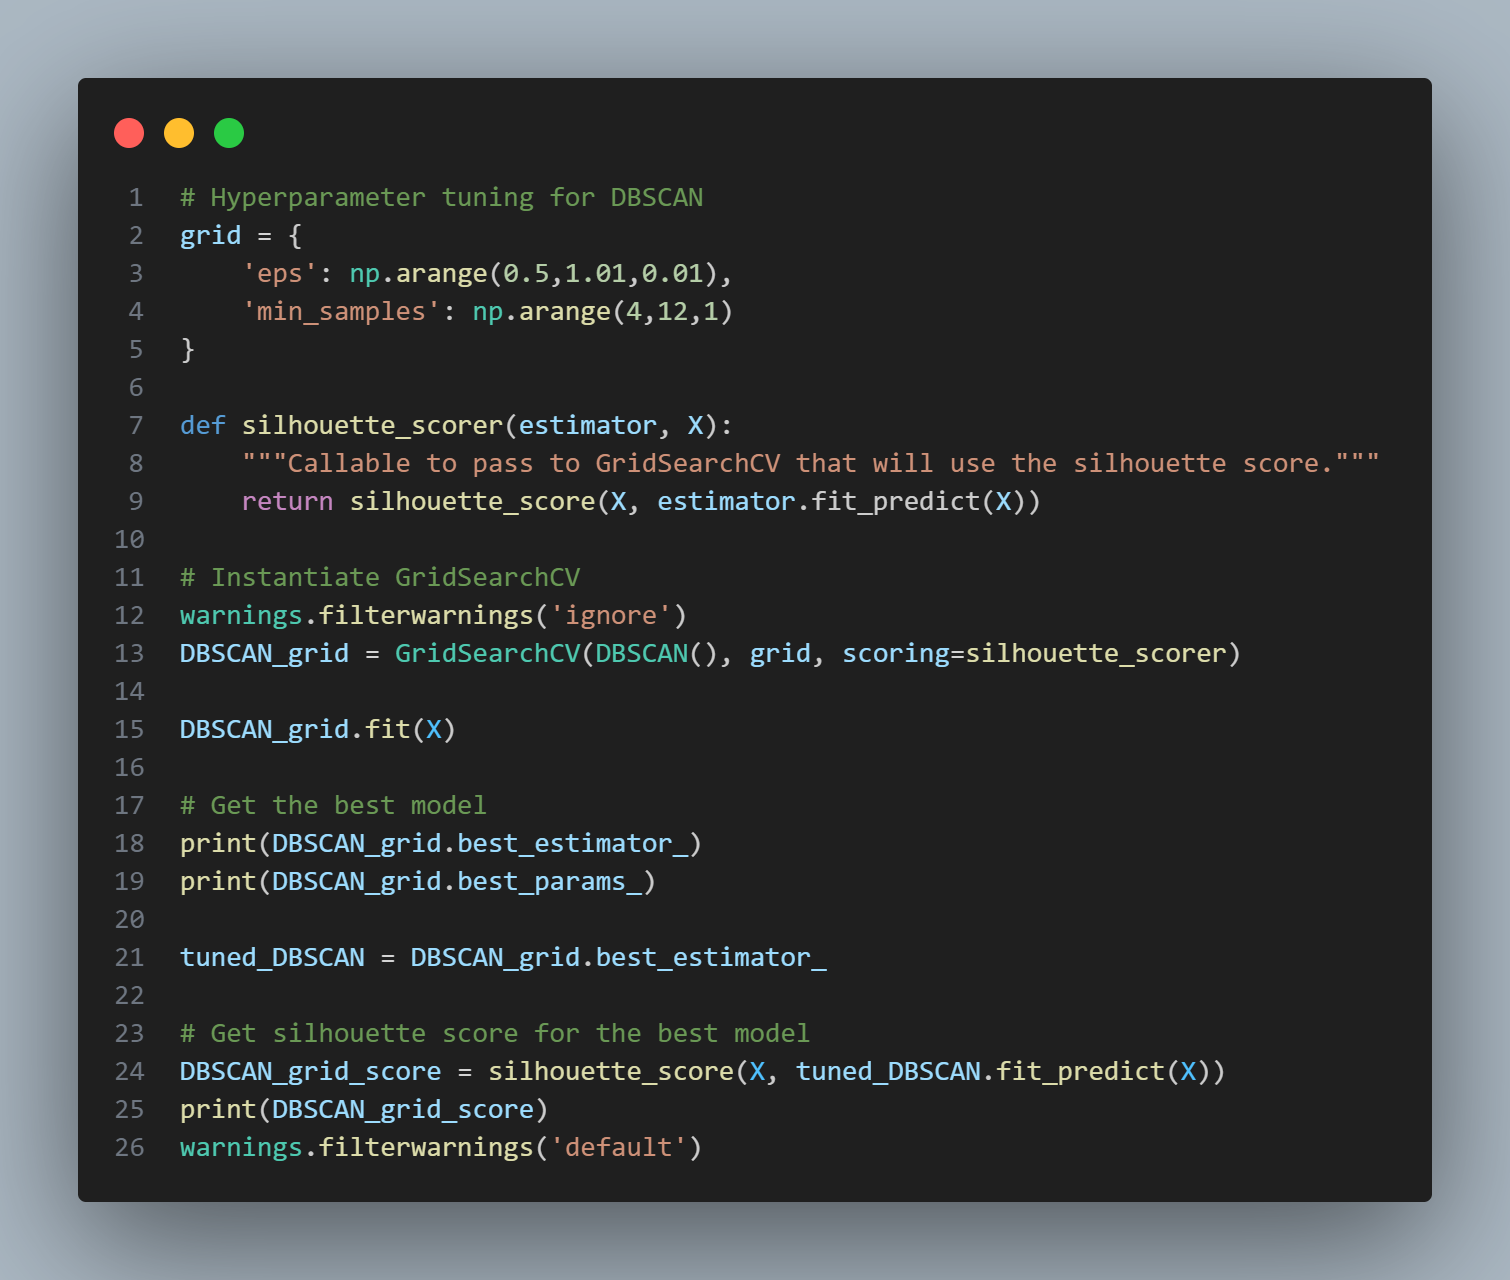 1 # Hyperparameter tuning for DBSCAN
2 grid = {
3     'eps': np.arange(0.5,1.01,0.01),
4     'min_samples': np.arange(4,12,1)
5 }
6
7 def silhouette_scorer(estimator, X):
8     """Callable to pass to GridSearchCV that will use the silhouette score."""
9     return silhouette_score(X, estimator.fit_predict(X))
10
11 # Instantiate GridSearchCV
12 warnings.filterwarnings('ignore')
13 DBSCAN_grid = GridSearchCV(DBSCAN(), grid, scoring=silhouette_scorer)
14
15 DBSCAN_grid.fit(X)
16
17 # Get the best model
18 print(DBSCAN_grid.best_estimator_)
19 print(DBSCAN_grid.best_params_)
20
21 tuned_DBSCAN = DBSCAN_grid.best_estimator_
22
23 # Get silhouette score for the best model
24 DBSCAN_grid_score = silhouette_score(X, tuned_DBSCAN.fit_predict(X))
25 print(DBSCAN_grid_score)
26 warnings.filterwarnings('default')